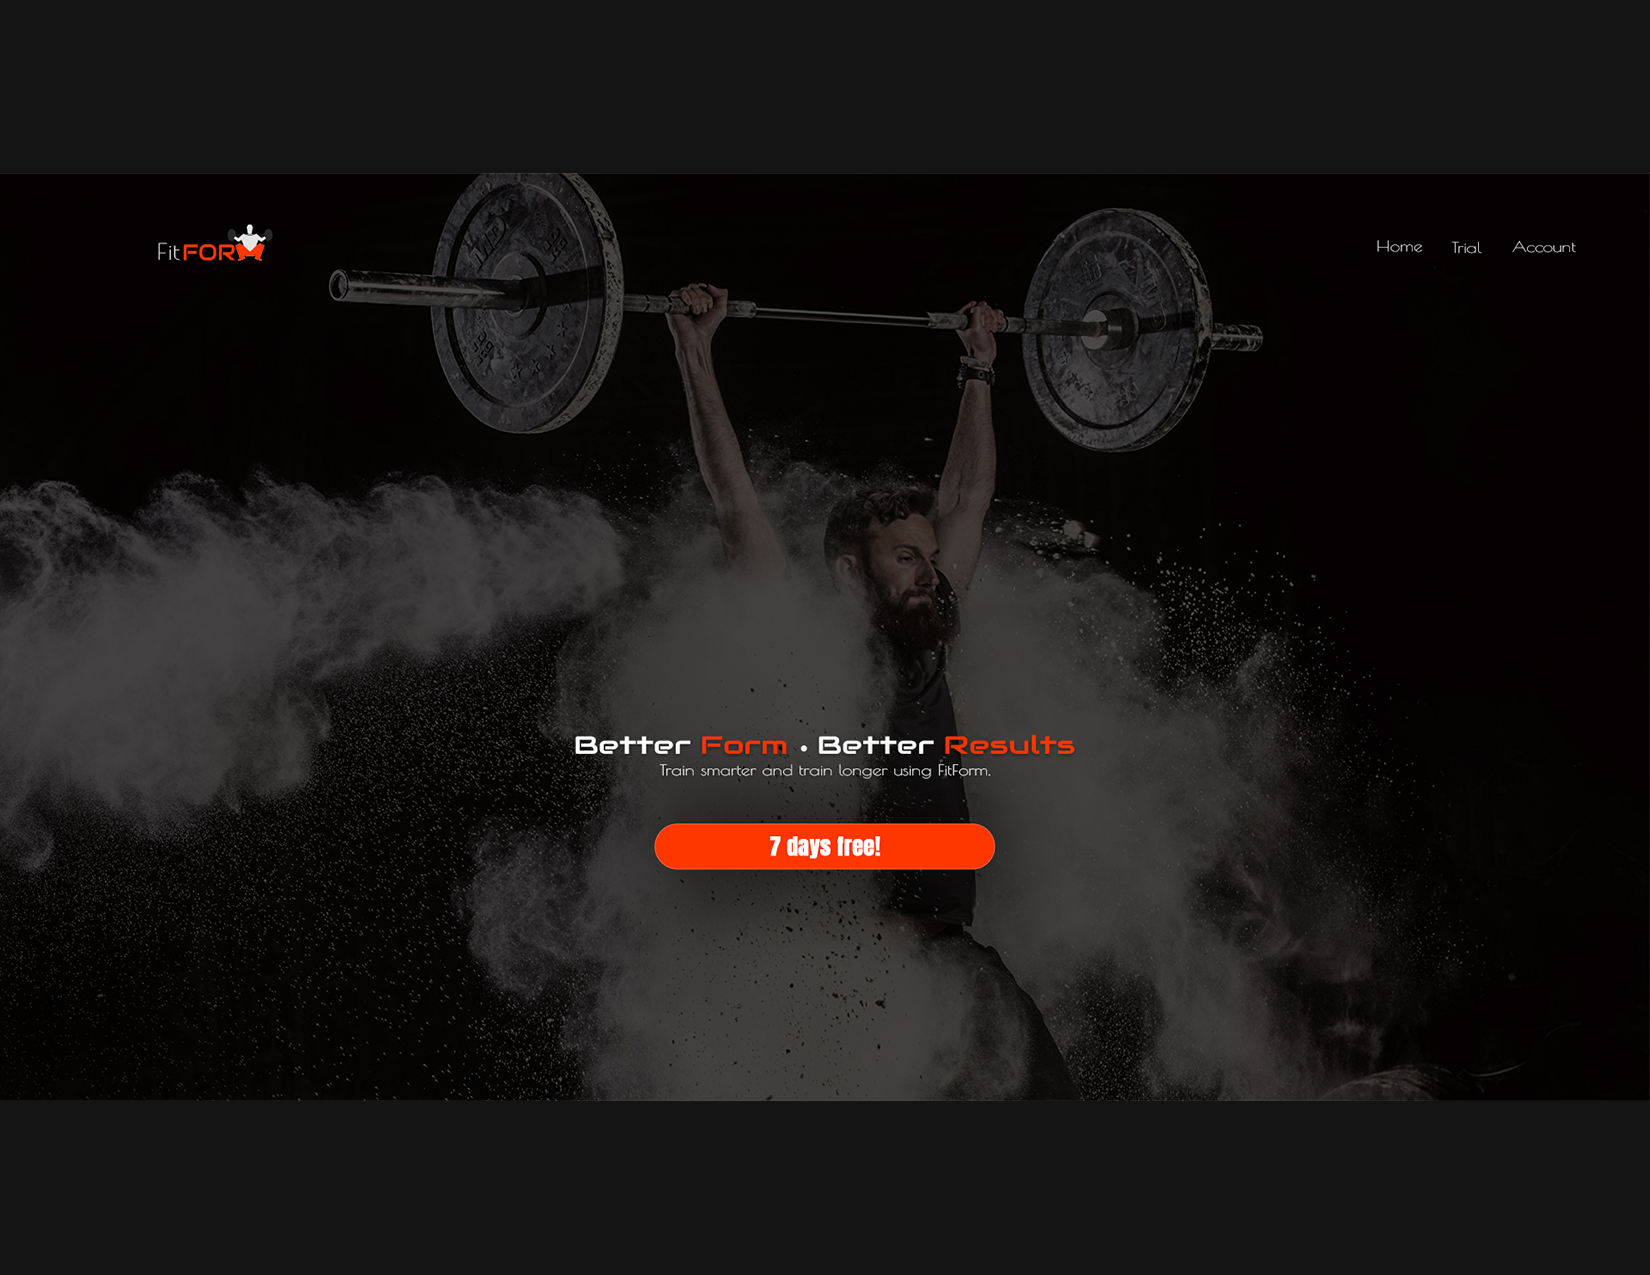 FitFORM
Home Trial Account
Better Form • Better Results
Train smarter and train longer using FitForm.
7 days free!